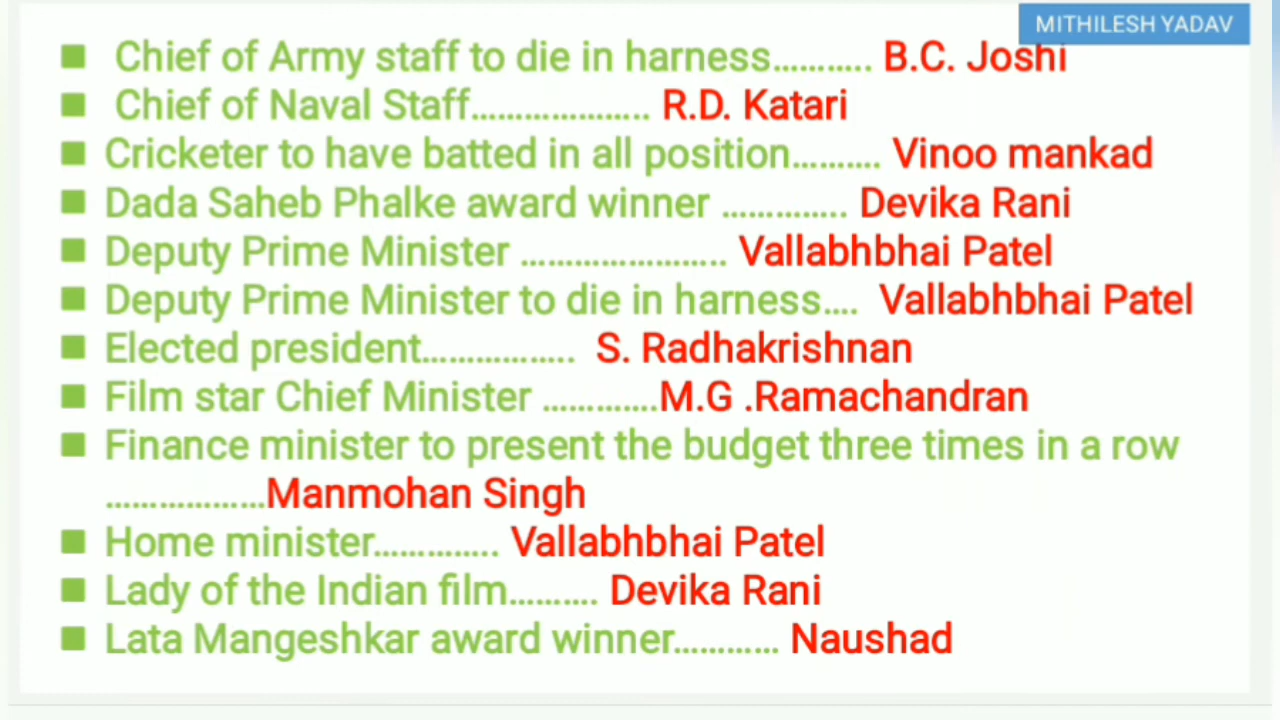 MITHILESH YADAV
Chief of Army staff to die in harness……….. B.C. Joshi
Chief of Naval Staff……………….. R.D. Katari
Cricketer to have batted in all position………. Vinoo mankad
Dada Saheb Phalke award winner ………….. Devika Rani
Deputy Prime Minister ………………….. Vallabhbhai Patel
Deputy Prime Minister to die in harness…. Vallabhbhai Patel
Elected president…………….. S. Radhakrishnan
Film star Chief Minister ………….M.G .Ramachandran
Finance minister to present the budget three times in a row
………………Manmohan Singh
Home minister………….. Vallabhbhai Patel
Lady of the Indian film………. Devika Rani
Lata Mangeshkar award winner………… Naushad